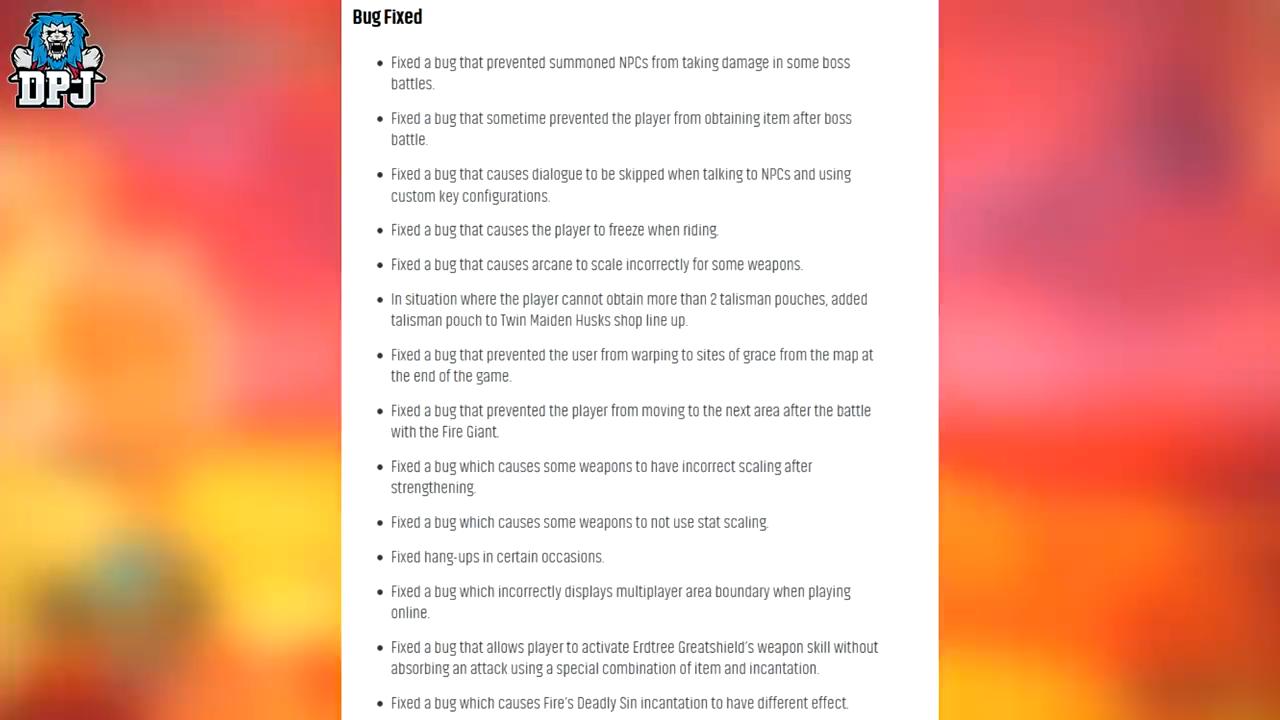 DPJ
Bug Fixed
• Fixed a bug that prevented summoned NPCs from taking damage in some boss
battles.
• Fixed a bug that sometime prevented the player from obtaining item after boss
battle.
• Fixed a bug that causes dialogue to be skipped when talking to NPCs and using
custom key configurations.
• Fixed a bug that causes the player to freeze when riding.
• Fixed a bug that causes arcane to scale incorrectly for some weapons.
• In situation where the player cannot obtain more than 2 talisman pouches, added
talisman pouch to Twin Maiden Husks shop line up.
• Fixed a bug that prevented the user from warping to sites of grace from the map at
the end of the game.
• Fixed a bug that prevented the player from moving to the next area after the battle
with the Fire Giant.
• Fixed a bug which causes some weapons to have incorrect scaling after
strengthening.
• Fixed a bug which causes some weapons to not use stat scaling.
• Fixed hang-ups in certain occasions.
• Fixed a bug which incorrectly displays multiplayer area boundary when playing
online.
• Fixed a bug that allows player to activate Erdtree Greatshield’s weapon skill without
absorbing an attack using a special combination of item and incantation.
• Fixed a bug which causes Fire’s Deadly Sin incantation to have different effect.